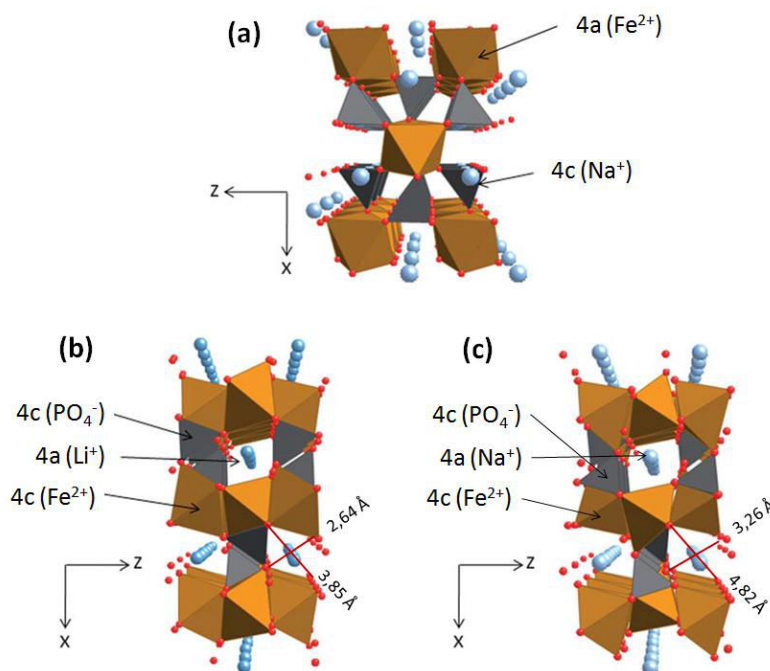 (a)
4a (Fe²⁺)
4c (Na⁺)
z
x
(b)
4c (PO₄⁻)
4a (Li⁺)
4c (Fe²⁺)
2,64 Å
3,85 Å
z
x
(c)
4c (PO₄⁻)
4a (Na⁺)
4c (Fe²⁺)
3,26 Å
4,82 Å
z
x